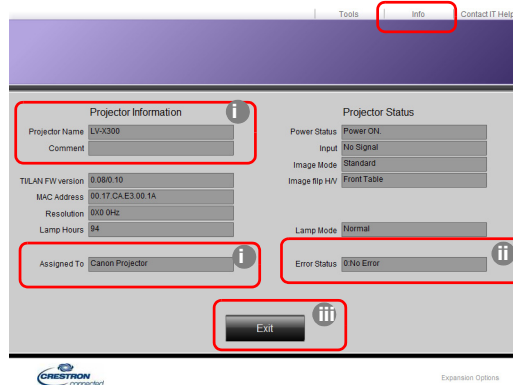 Tools Info Contact IT Help
Projector Information i Projector Status
Projector Name LV-X300 Power Status Power ON.
Comment Input No Signal
Image Mode Standard
TI/LAN FW version 0.08/0.10 Image flip H/V Front Table
MAC Address 00.17.CA.E3.00.1A
Resolution 0X0 0Hz
Lamp Hours 94 Lamp Mode Normal
Assigned To Canon Projector i Error Status 0:No Error ii
Exit iii
CRESTRON
connected Expansion Options